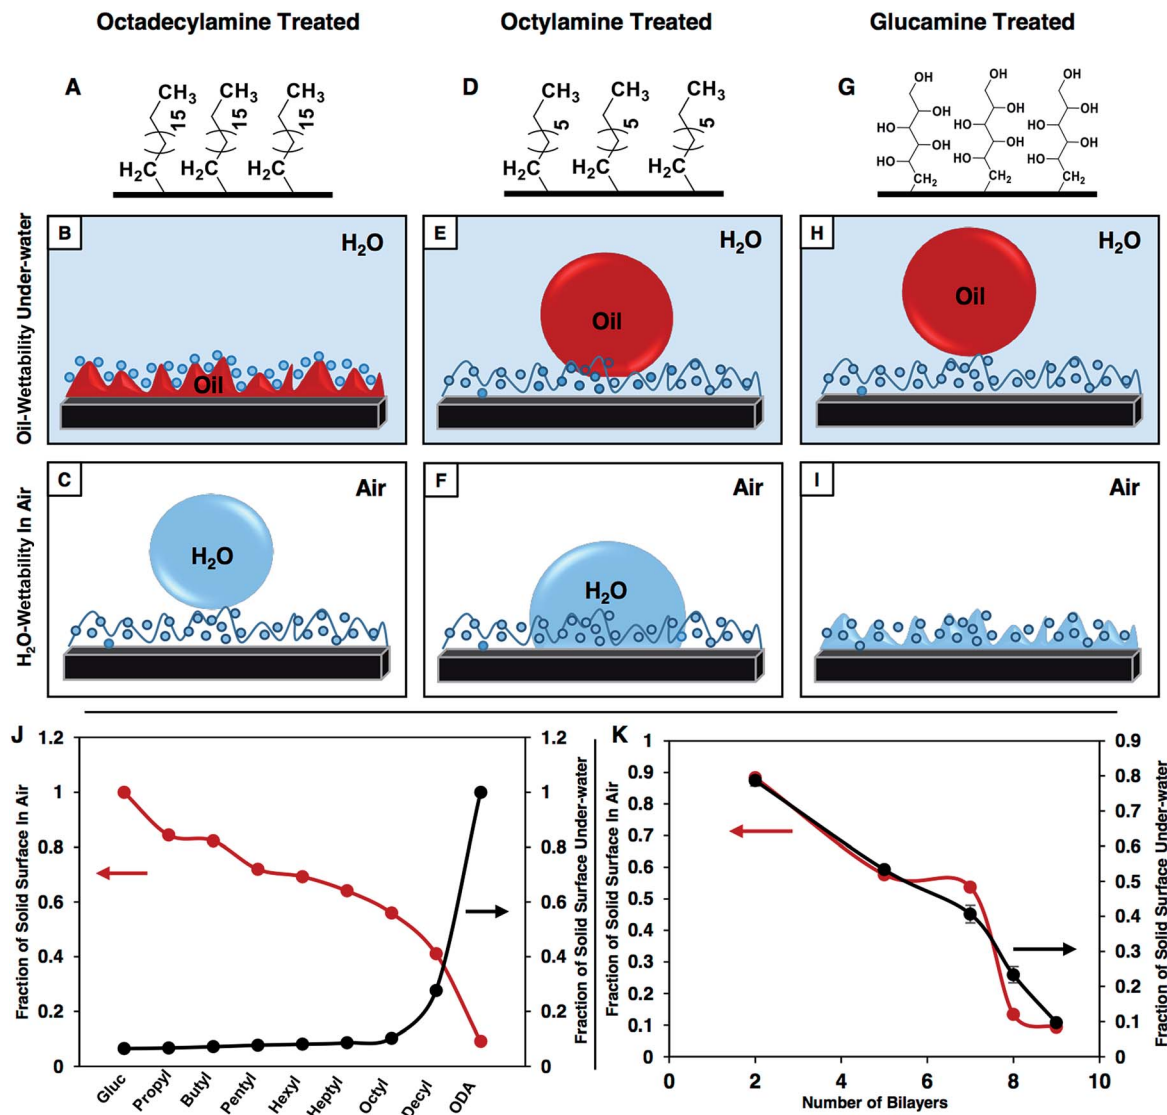 Octadecylamine Treated
Octylamine Treated
Glucamine Treated
A
CH3 CH3 CH3
15 15 15
H2C H2C H2C
D
CH3 CH3 CH3
5 5 5
H2C H2C H2C
G
OH OH OH
OH OH OH
HO HO HO
OH OH OH
HO HO HO
CH2 CH2 CH2
Oil-Wettability Under-water
B
H2O
Oil
E
H2O
Oil
H
H2O
Oil
H2O-Wettability In Air
C
Air
H2O
F
Air
H2O
I
Air
J
Fraction of Solid Surface In Air
1.2
1
0.8
0.6
0.4
0.2
0
1.2
1
0.8
0.6
0.4
0.2
0
Fraction of Solid Surface Under-water
Gluc
Propyl
Butyl
Pentyl
Hexyl
Heptyl
Octyl
Decyl
ODA
K
Fraction of Solid Surface In Air
1
0.9
0.8
0.7
0.6
0.5
0.4
0.3
0.2
0.1
0
0.9
0.8
0.7
0.6
0.5
0.4
0.3
0.2
0.1
0
Fraction of Solid Surface Under-water
0 2 4 6 8 10
Number of Bilayers